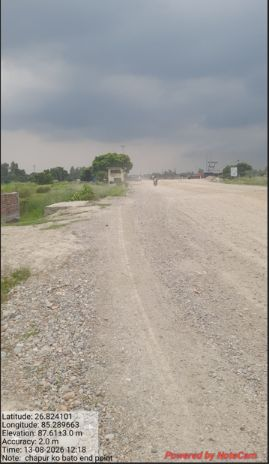 Latitude: 26.824101
Longitude: 85.289663
Elevation: 87.61±3.0 m
Accuracy: 2.0 m
Time: 13-08-2026 12:18
Note: chapur ko bato end point
Powered by NoteCam